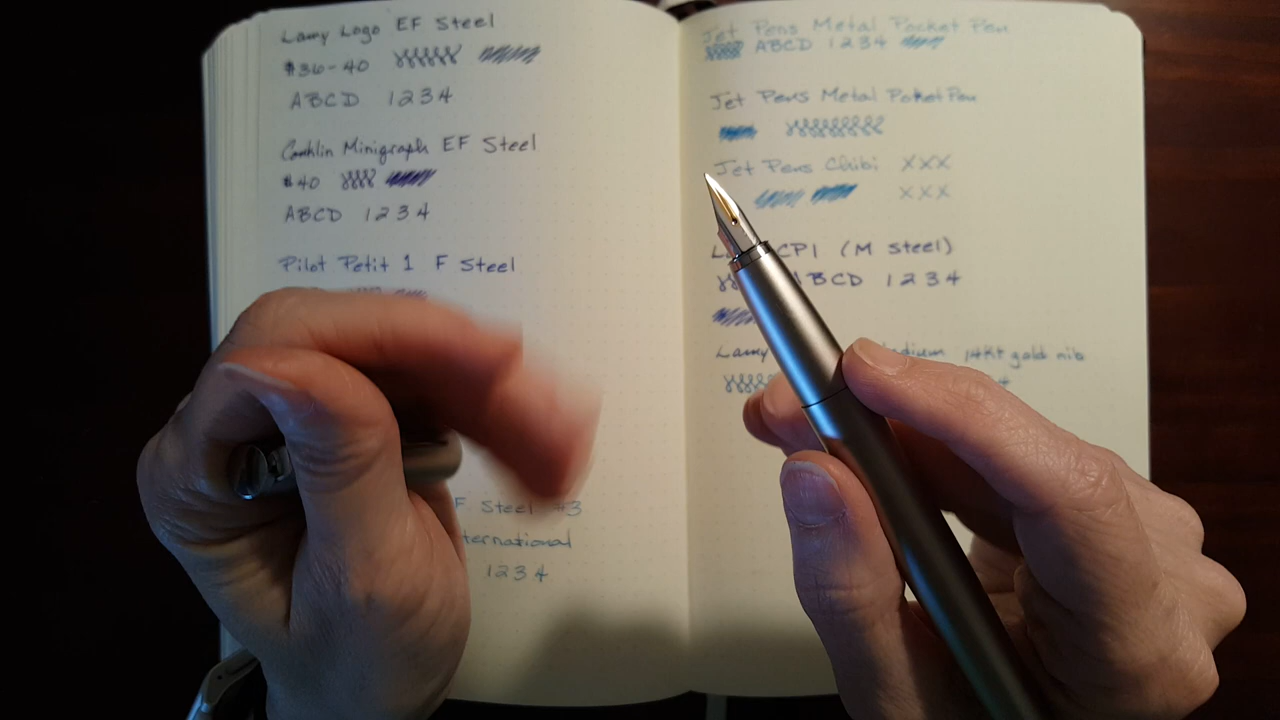 Lamy Logo EF Steel
$36-40
ABCD 1234
Conklin Minigraph EF Steel
$40
ABCD 1234
Pilot Petit 1 F Steel
F Steel #3
ternational
1234
Jet Pens Metal Pocket Pen
ABCD 1234
Jet Pens Metal Pocket Pen
Jet Pens Chibi XXX
XXX
CP1 (M Steel)
BCD 1234
Lamy 14Kt gold nib